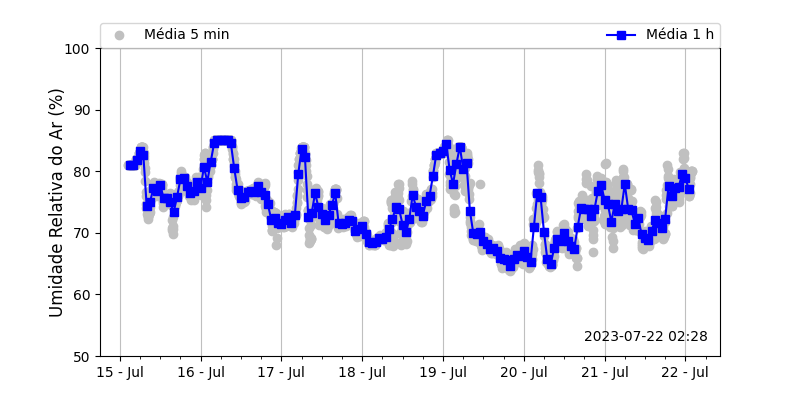 Média 5 min
Média 1 h
Umidade Relativa do Ar (%)
100
90
80
70
60
50
2023-07-22 02:28
15 - Jul
16 - Jul
17 - Jul
18 - Jul
19 - Jul
20 - Jul
21 - Jul
22 - Jul